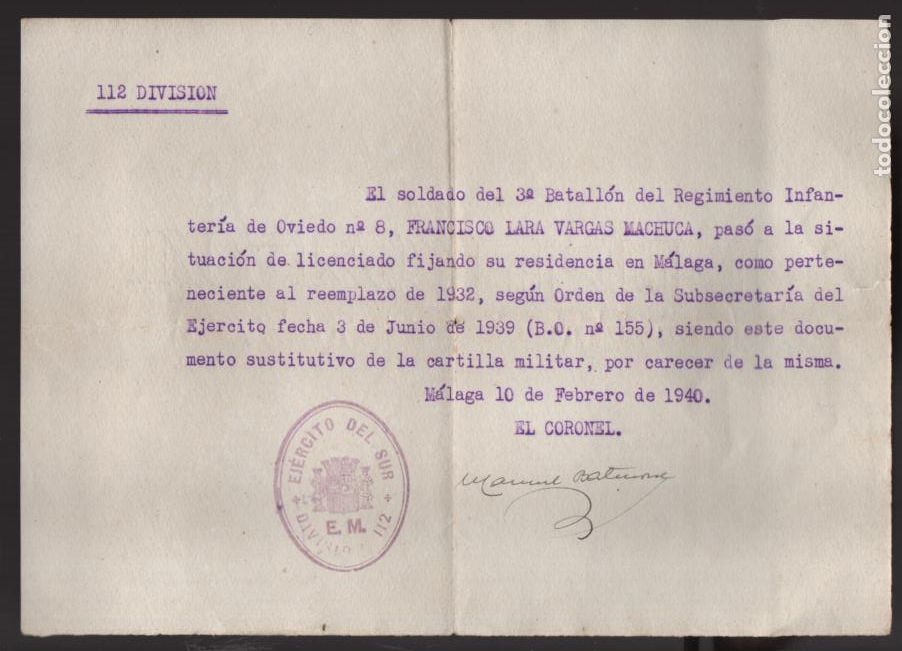 112 DIVISION
El soldado del 3º Batallón del Regimiento Infan-
tería de Oviedo nº 8, FRANCISCO LARA VARGAS MACHUCA, pasó a la si-
tuación de licenciado fijando su residencia en Málaga, como perte-
neciente al reemplazo de 1932, según Orden de la Subsecretaría del
Ejercito fecha 3 de Junio de 1939 (B.O. nº 155), siendo este docu-
mento sustitutivo de la cartilla militar, por carecer de la misma.
Málaga 10 de Febrero de 1940.
EL CORONEL.
Manuel
EJÉRCITO DEL SUR
E. M.
112
todocoleccion